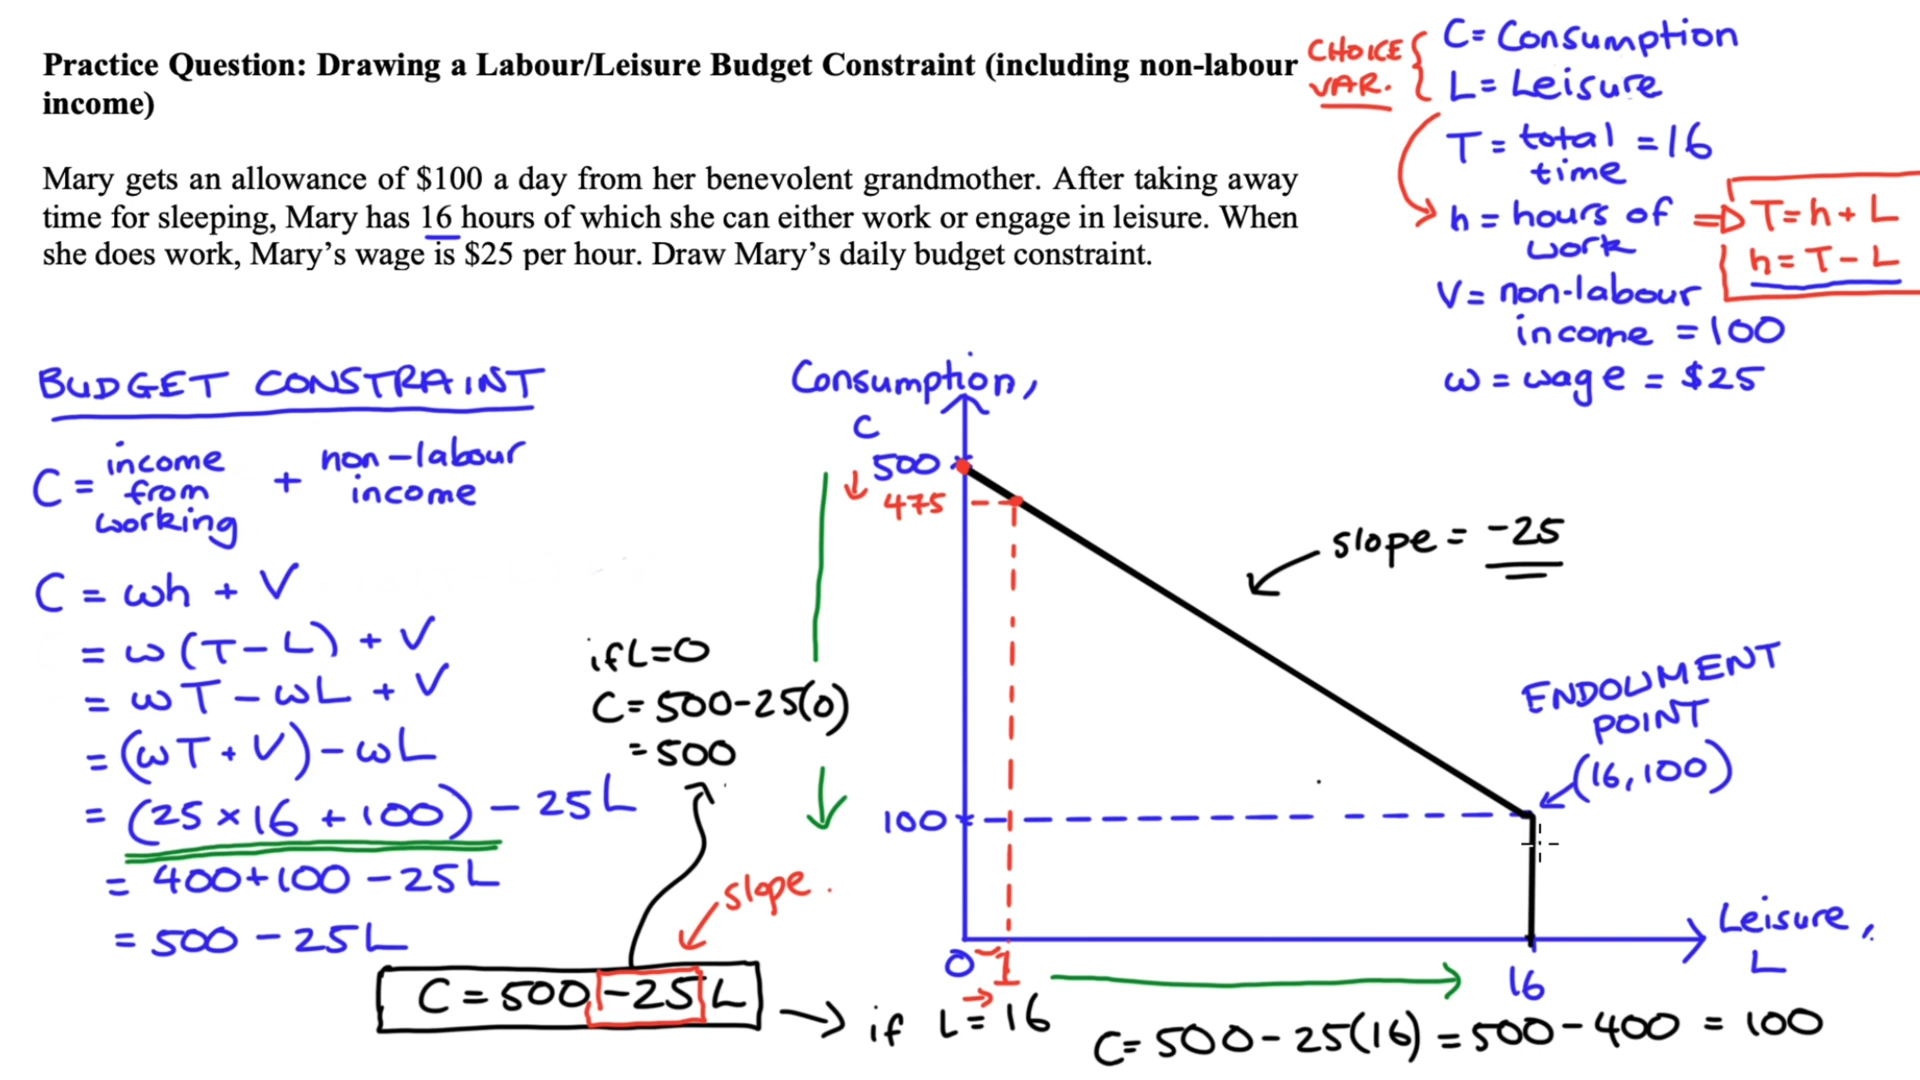 Practice Question: Drawing a Labour/Leisure Budget Constraint (including non-labour
income)
Mary gets an allowance of $100 a day from her benevolent grandmother. After taking away
time for sleeping, Mary has 16 hours of which she can either work or engage in leisure. When
she does work, Mary's wage is $25 per hour. Draw Mary's daily budget constraint.
CHOICE
VAR.
C = Consumption
L = Leisure
T = total time = 16
h = hours of work
⇒ T = h + L
h = T - L
V = non-labour
income = 100
w = wage = $25
BUDGET CONSTRAINT
C = income from working + non-labour income
C = wh + V
= w (T - L) + V
= wT - wL + V
= (wT + V) - wL
= (25 × 16 + 100) - 25L
= 400 + 100 - 25L
= 500 - 25L
C = 500 - 25L
slope.
if L = 0
C = 500 - 25(0)
= 500
Consumption,
C
500
↓ 475
100
slope = -25
ENDOWMENT
POINT
(16, 100)
Leisure,
L
0
1
16
→ if L = 16
C = 500 - 25(16) = 500 - 400 = 100